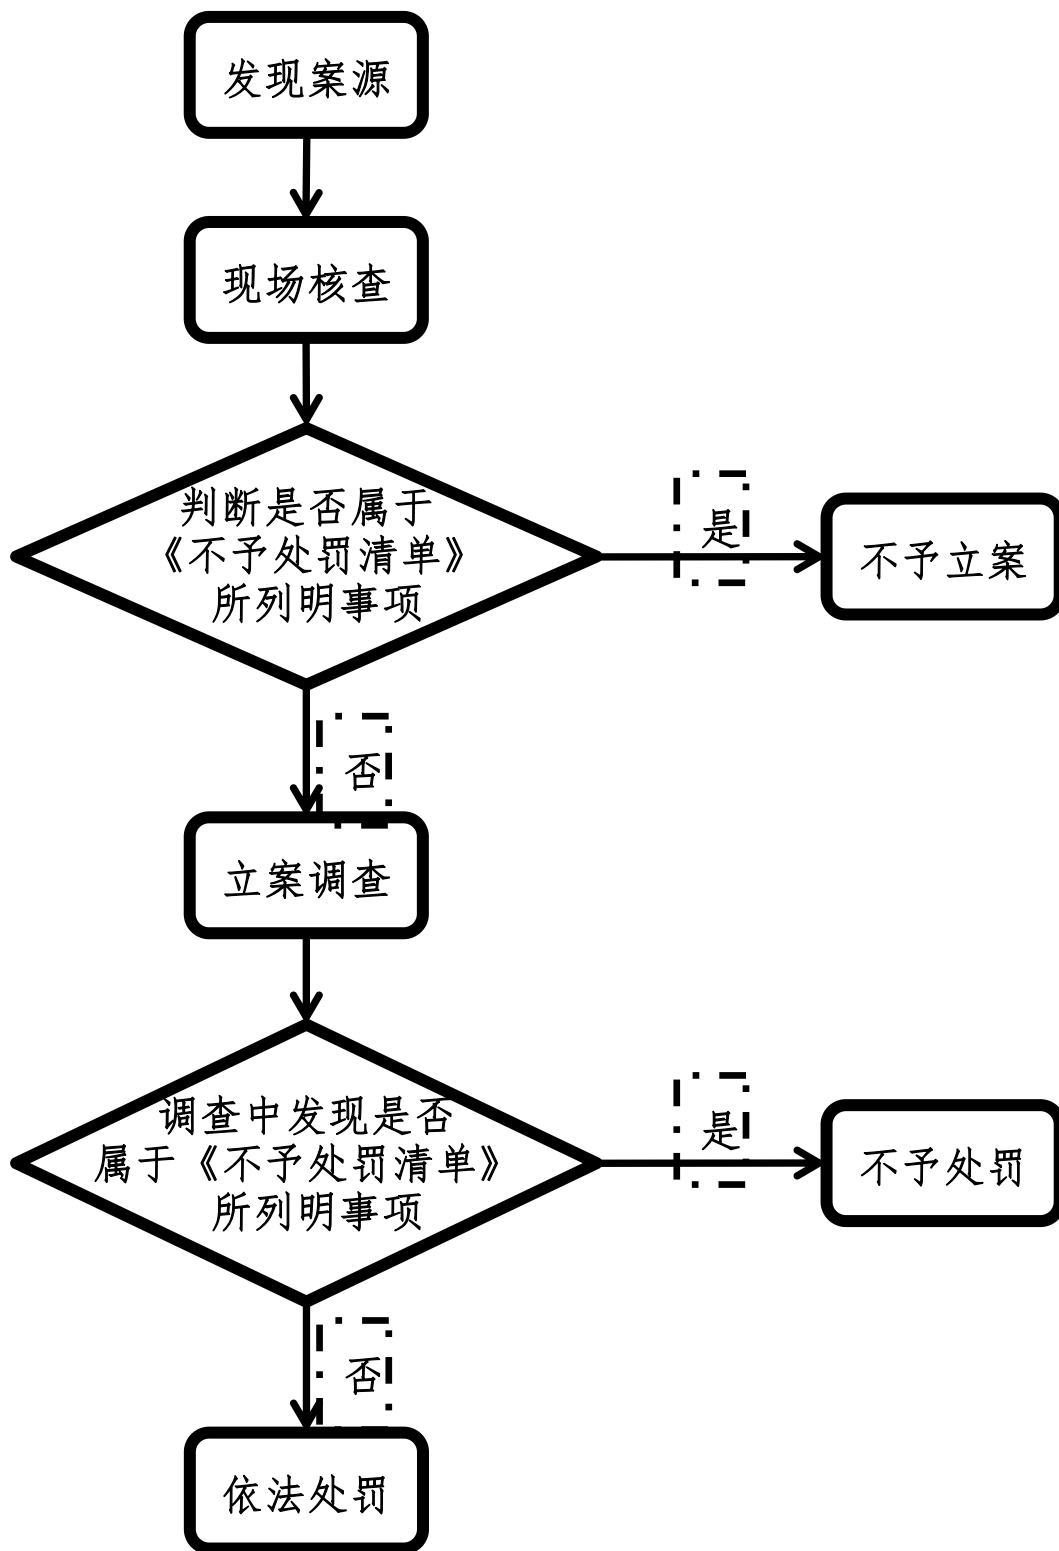 发现案源
现场核查
判断是否属于
《不予处罚清单》
所列明事项
是
不予立案
否
立案调查
调查中发现是否
属于《不予处罚清单》
所列明事项
是
不予处罚
否
依法处罚